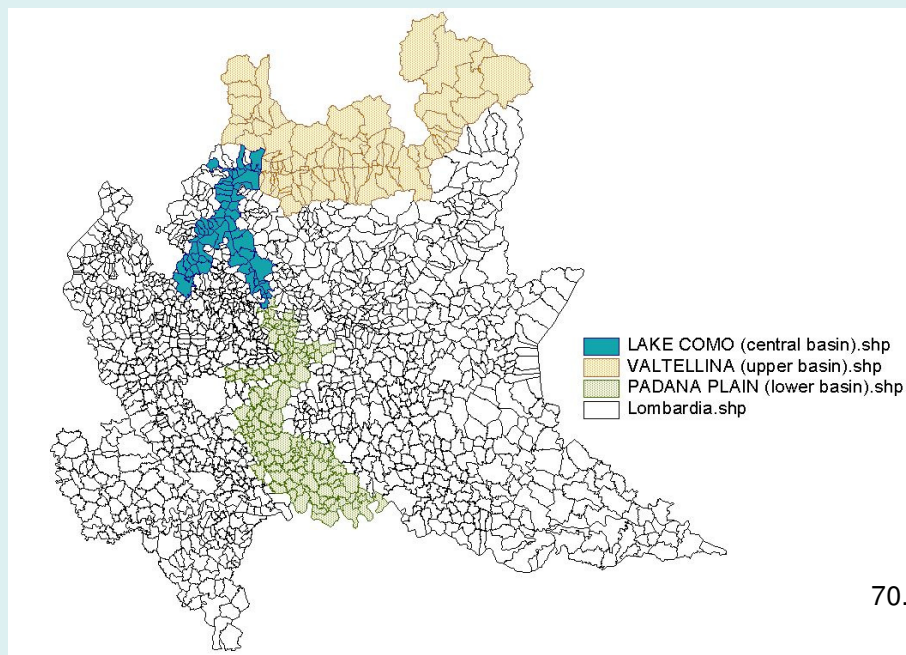 LAKE COMO (central basin).shp
VALTELLINA (upper basin).shp
PADANA PLAIN (lower basin).shp
Lombardia.shp
70.